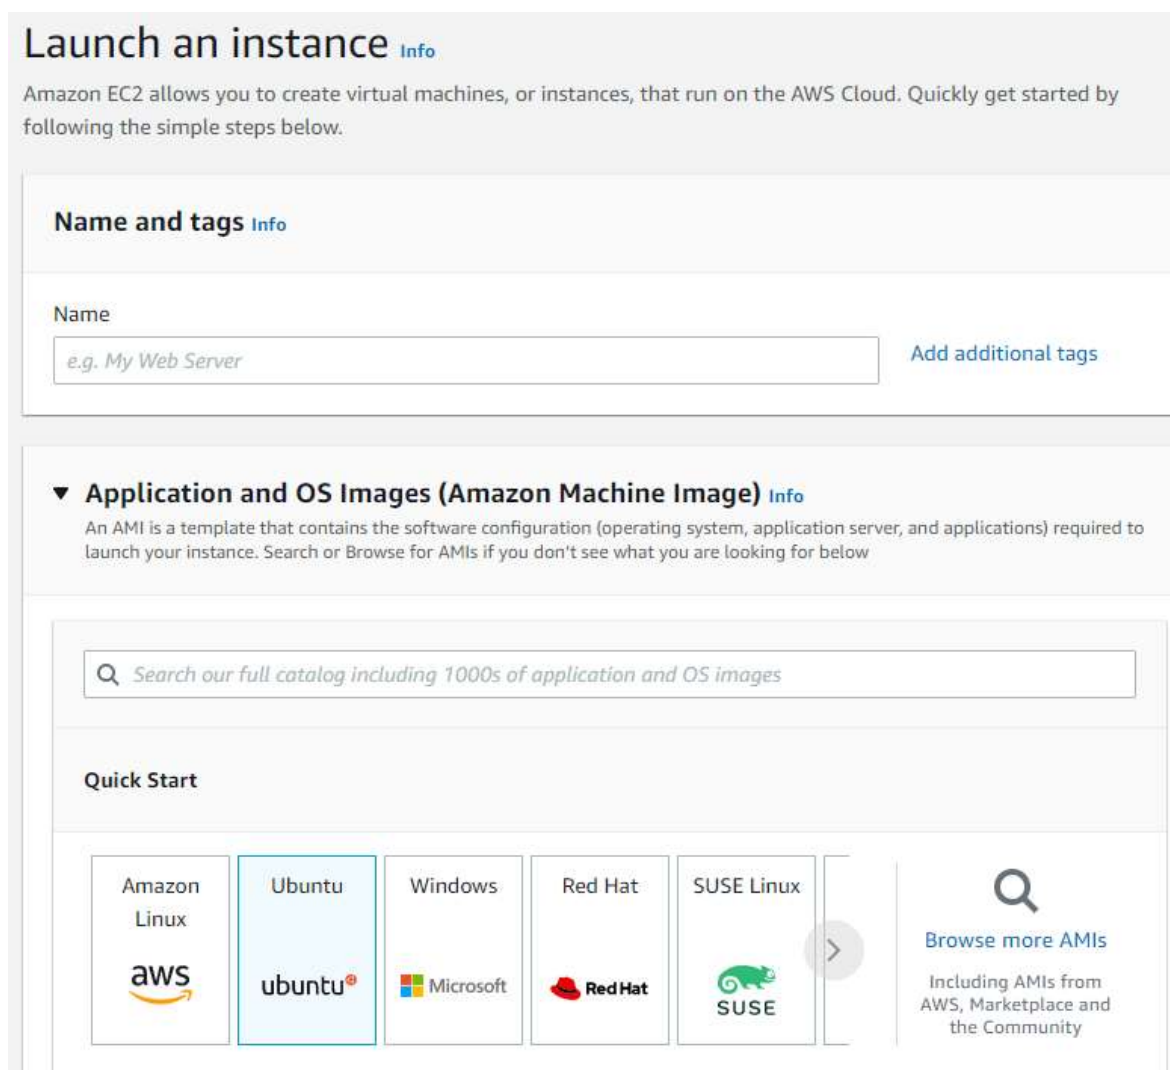 Launch an instance Info
Amazon EC2 allows you to create virtual machines, or instances, that run on the AWS Cloud. Quickly get started by
following the simple steps below.
Name and tags Info
Name
e.g. My Web Server
Add additional tags
Application and OS Images (Amazon Machine Image) Info
An AMI is a template that contains the software configuration (operating system, application server, and applications) required to
launch your instance. Search or Browse for AMIs if you don't see what you are looking for below
Search our full catalog including 1000s of application and OS images
Quick Start
Amazon
Linux
aws
Ubuntu
ubuntu
Windows
Microsoft
Red Hat
Red Hat
SUSE Linux
SUSE
Browse more AMIs
Including AMIs from
AWS, Marketplace and
the Community